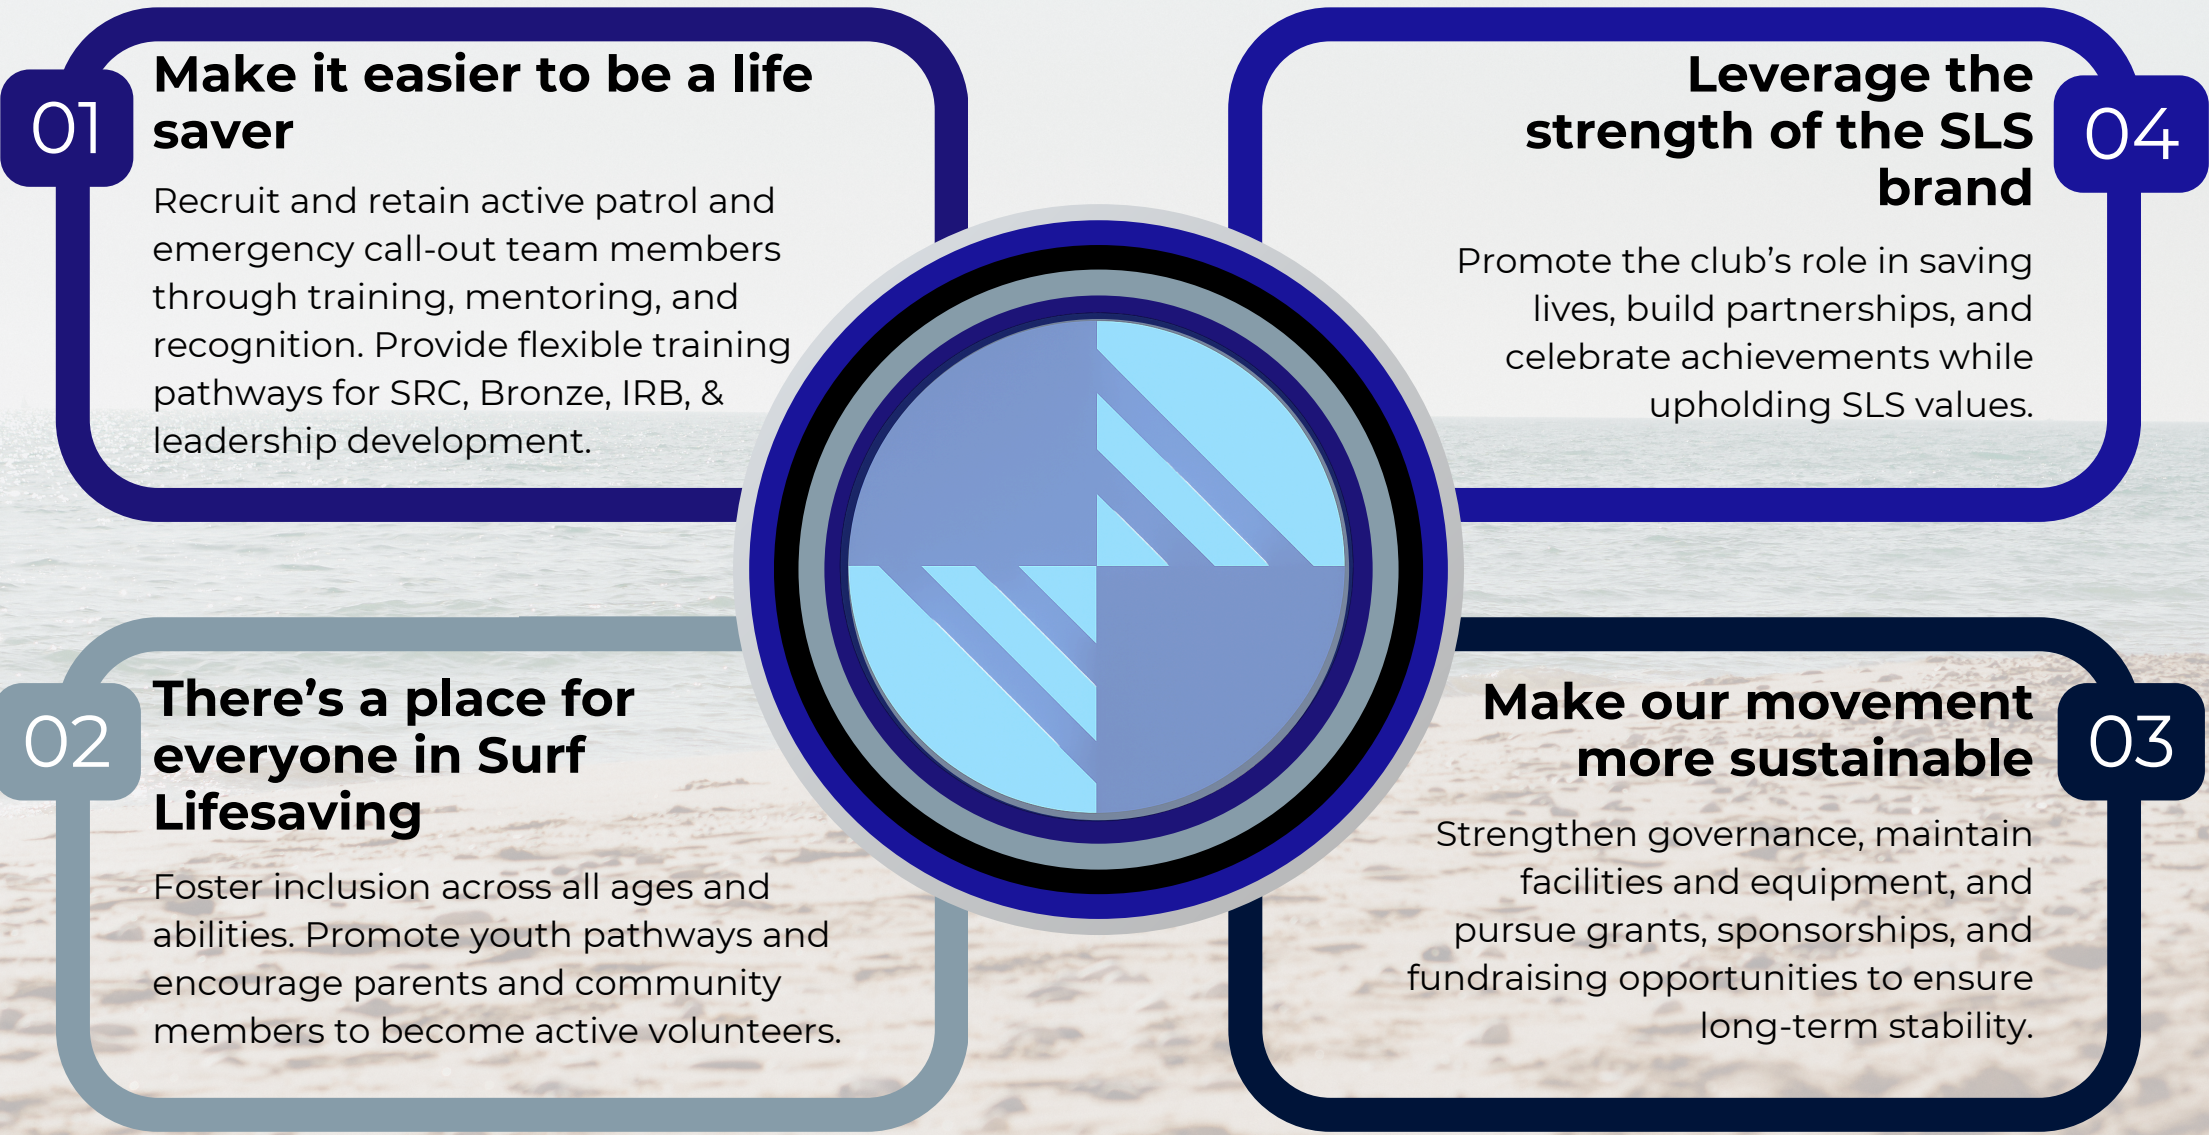 01
Make it easier to be a life
saver
Recruit and retain active patrol and
emergency call-out team members
through training, mentoring, and
recognition. Provide flexible training
pathways for SRC, Bronze, IRB, &
leadership development.
02
There’s a place for
everyone in Surf
Lifesaving
Foster inclusion across all ages and
abilities. Promote youth pathways and
encourage parents and community
members to become active volunteers.
03
Make our movement
more sustainable
Strengthen governance, maintain
facilities and equipment, and
pursue grants, sponsorships, and
fundraising opportunities to ensure
long-term stability.
04
Leverage the
strength of the SLS
brand
Promote the club’s role in saving
lives, build partnerships, and
celebrate achievements while
upholding SLS values.